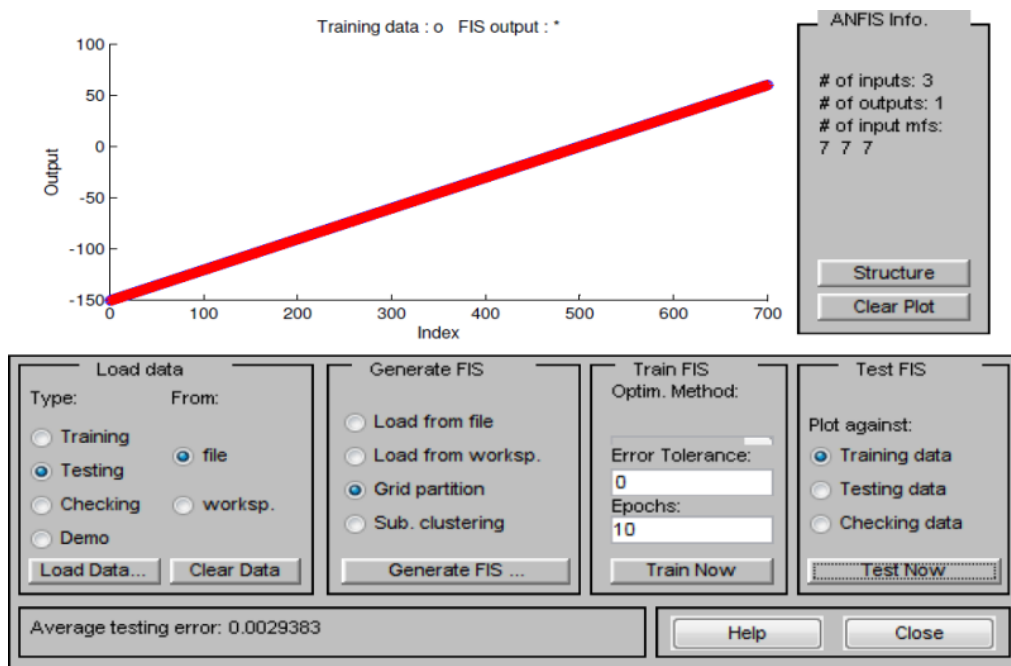 Training data : o   FIS output : *
100
50
0
-50
-100
-150
Output
0 100 200 300 400 500 600 700
Index
ANFIS Info.
# of inputs: 3
# of outputs: 1
# of input mfs:
7 7 7
Structure
Clear Plot
Load data
Type: From:
Training
Testing
Checking
Demo
file
worksp.
Load Data...
Clear Data
Generate FIS
Load from file
Load from worksp.
Grid partition
Sub. clustering
Generate FIS ...
Train FIS
Optim. Method:
Error Tolerance:
0
Epochs:
10
Train Now
Test FIS
Plot against:
Training data
Testing data
Checking data
Test Now
Average testing error: 0.0029383
Help
Close